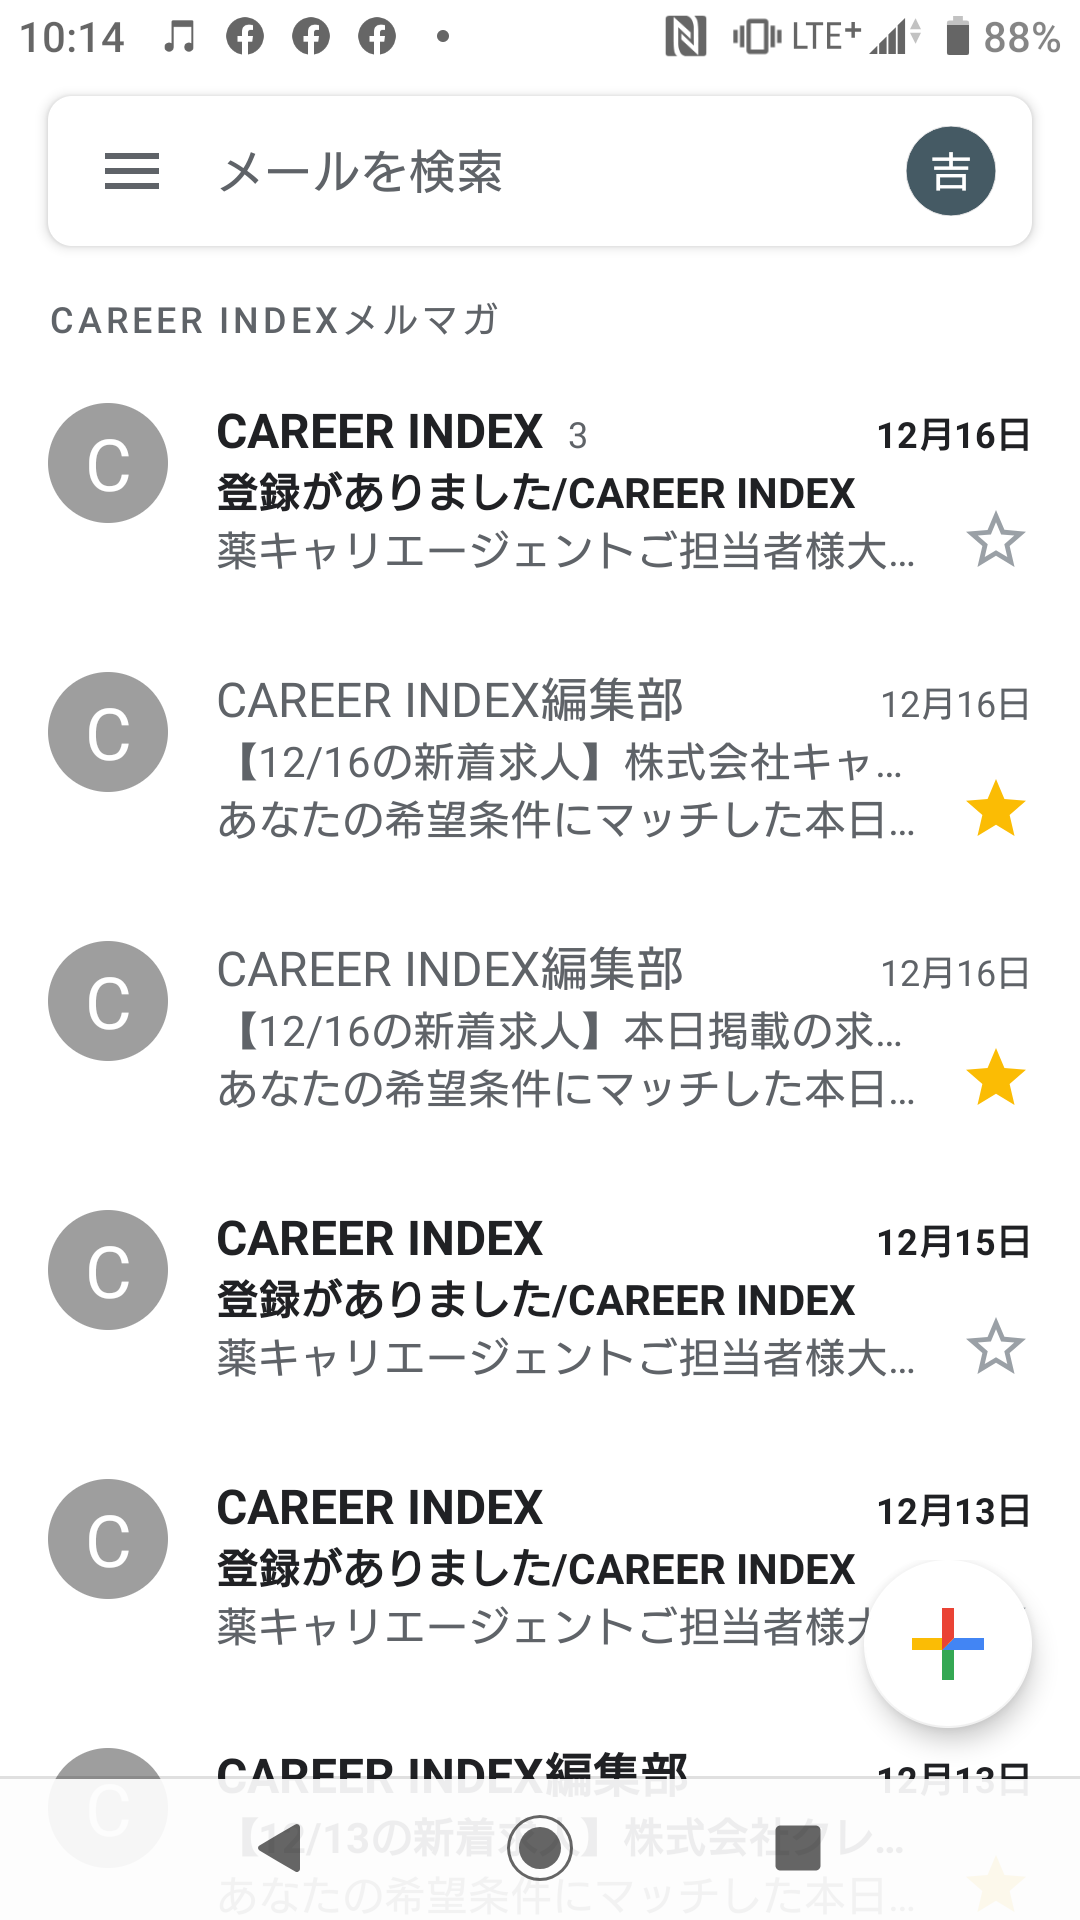 10:14 LTE+ 88%
メールを検索 吉
CAREER INDEXメルマガ
C CAREER INDEX 3 12月16日
登録がありました/CAREER INDEX
薬キャリエージェントご担当者様大...
C CAREER INDEX編集部 12月16日
【12/16の新着求人】株式会社キャ...
あなたの希望条件にマッチした本日...
C CAREER INDEX編集部 12月16日
【12/16の新着求人】本日掲載の求...
あなたの希望条件にマッチした本日...
C CAREER INDEX 12月15日
登録がありました/CAREER INDEX
薬キャリエージェントご担当者様大...
C CAREER INDEX 12月13日
登録がありました/CAREER INDEX
薬キャリエージェントご担当者様大
C CAREER INDEX編集部 12月13日
【12/13の新着求人】株式会社クレ...
あなたの希望条件にマッチした本日...